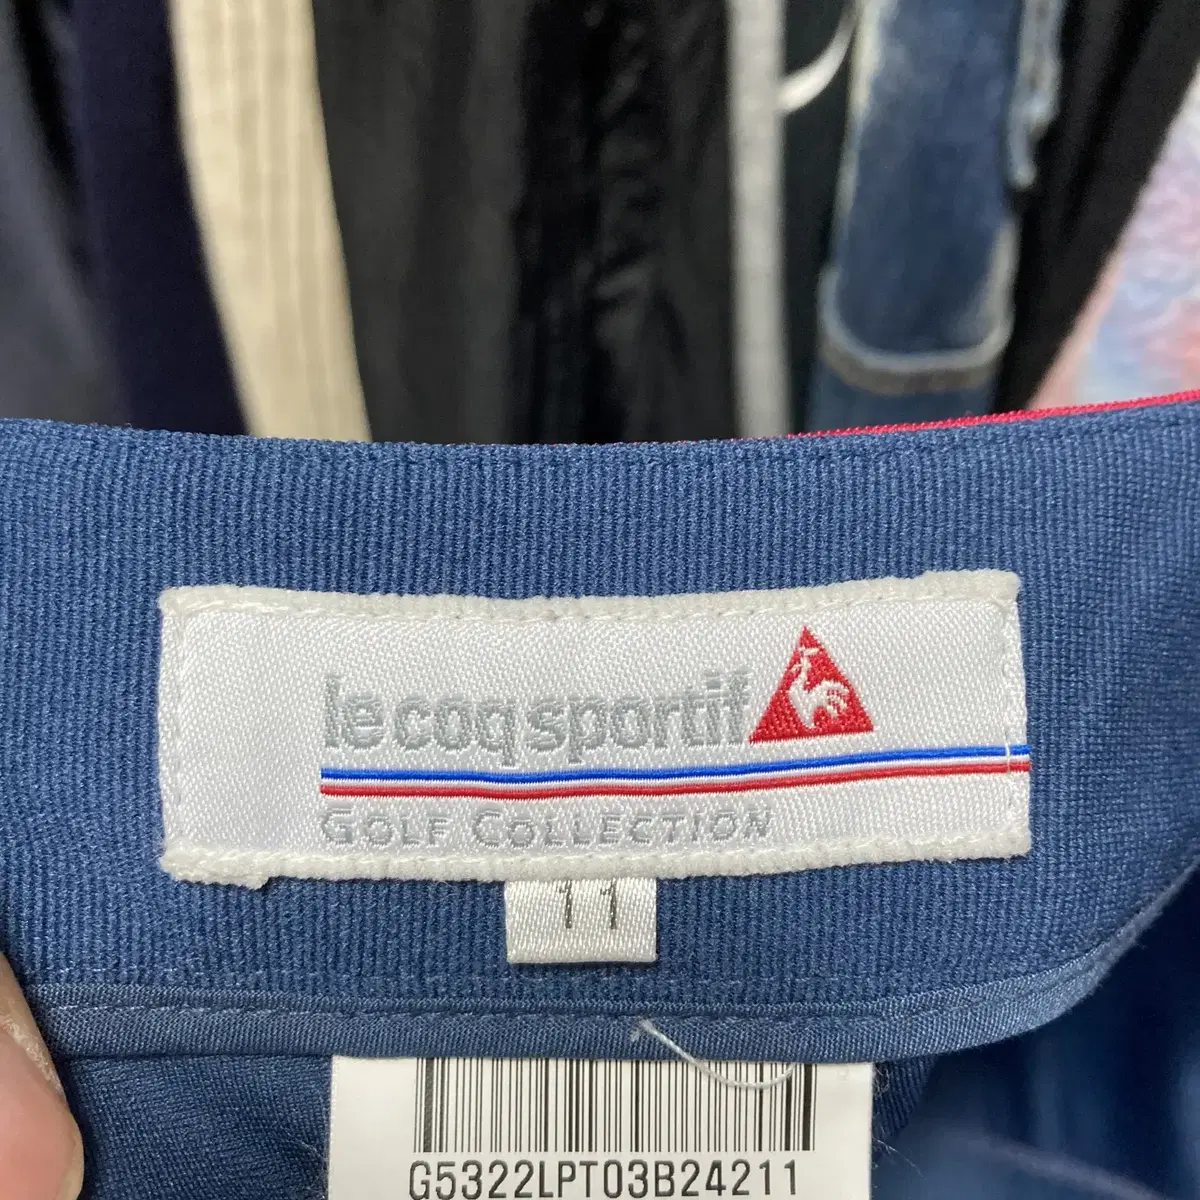 le coq sportif
GOLF COLLECTION
11
G5322LPT03B24211